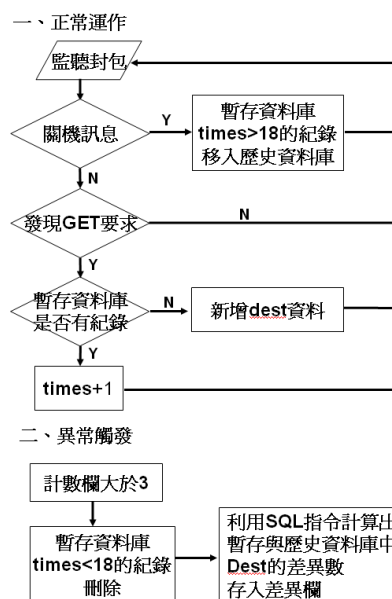 一、正常運作
監聽封包
關機訊息
Y
暫存資料庫
times>18的紀錄
移入歷史資料庫
N
發現GET要求
N
Y
暫存資料庫
是否有紀錄
N
新增dest資料
Y
times+1
二、異常觸發
計數欄大於3
暫存資料庫
times<18的紀錄
刪除
利用SQL指令計算出
暫存與歷史資料庫中
Dest的差異數
存入差異欄